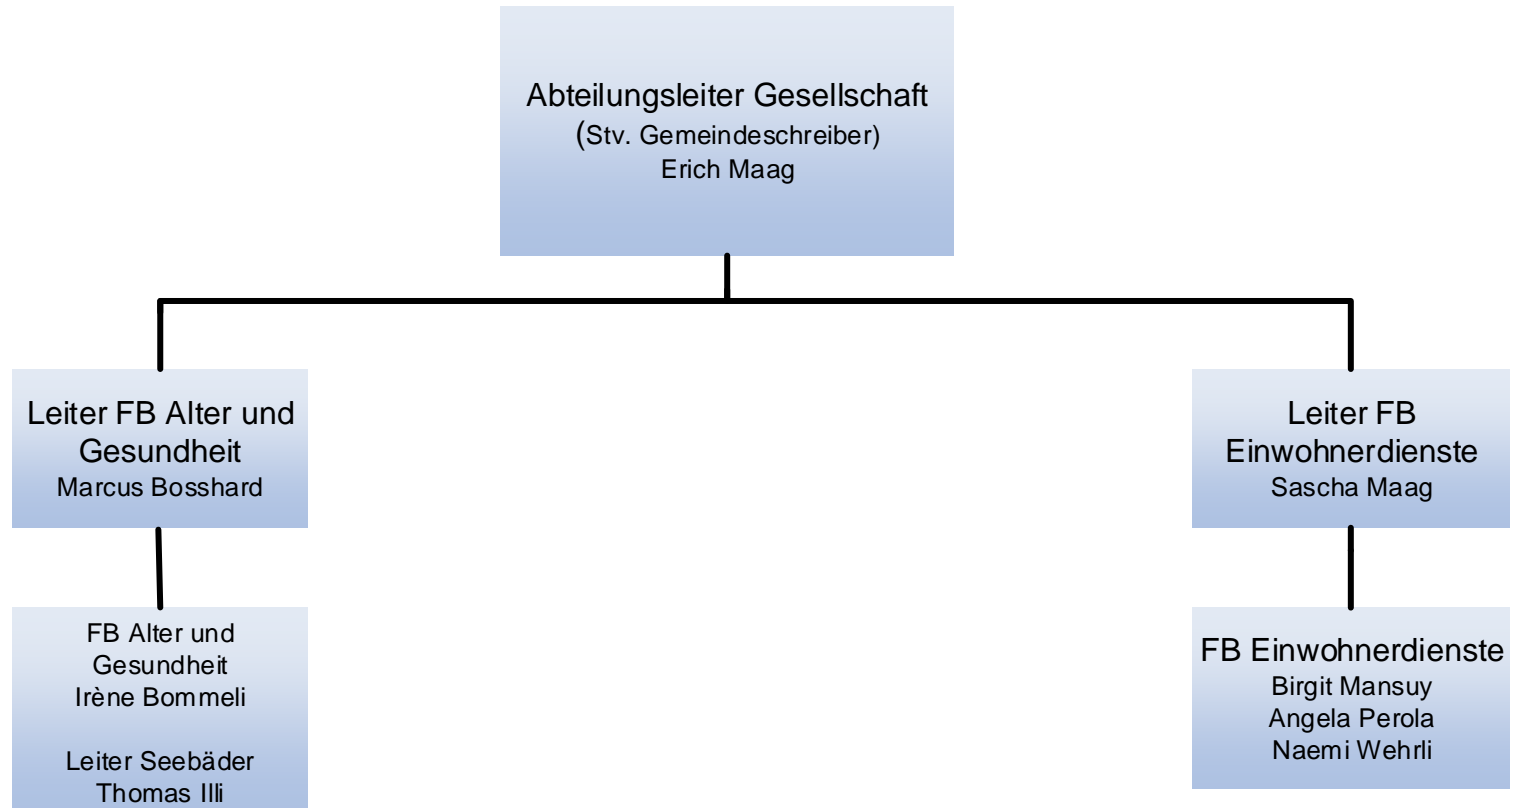 Abteilungsleiter Gesellschaft
(Stv. Gemeindeschreiber)
Erich Maag
Leiter FB Alter und
Gesundheit
Marcus Bosshard
Leiter FB
Einwohnerdienste
Sascha Maag
FB Alter und
Gesundheit
Irène Bommeli
Leiter Seebäder
Thomas Illi
FB Einwohnerdienste
Birgit Mansuy
Angela Perola
Naemi Wehrli